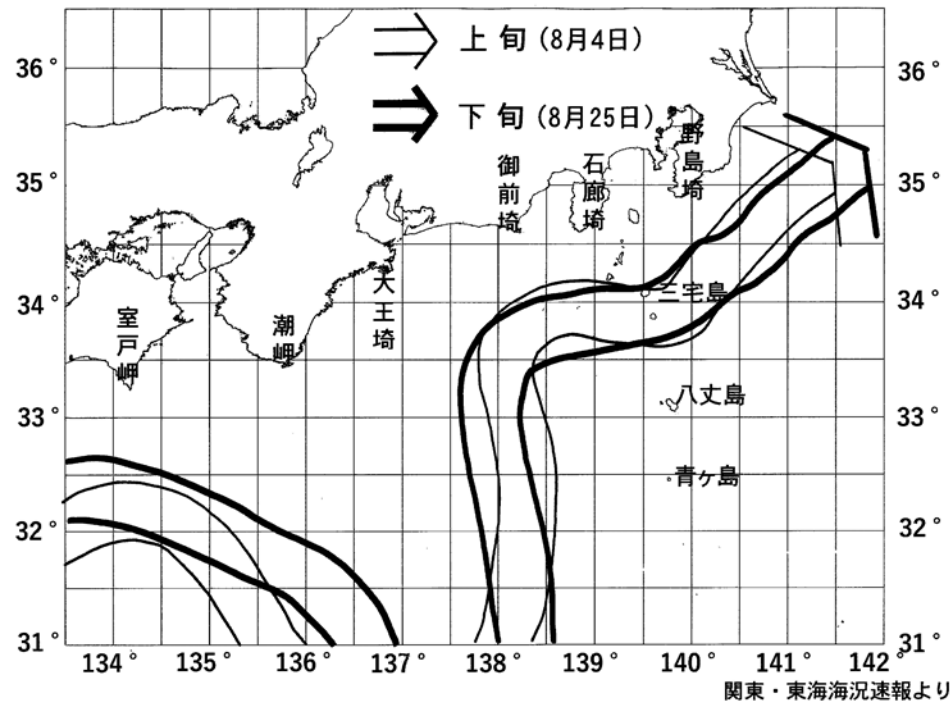 上旬 (8月4日)
下旬 (8月25日)
36°
36°
35°
35°
34°
34°
33°
33°
32°
32°
31°
31°
野島埼
石廊埼
御前埼
大王埼
潮岬
室戸岬
三宅島
八丈島
青ヶ島
134°
135°
136°
137°
138°
139°
140°
141°
142°
関東・東海海況速報より